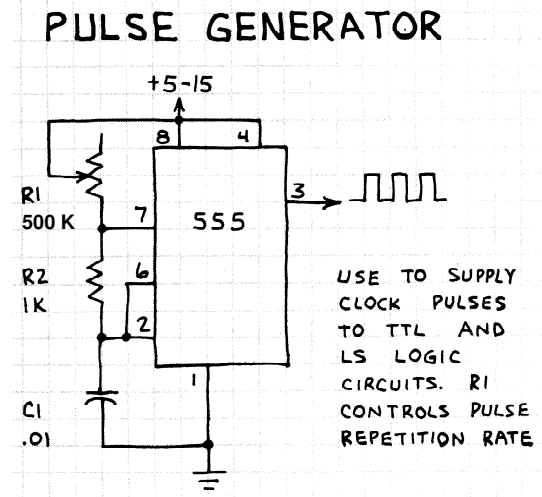 PULSE GENERATOR
+5-15
8
4
3
R1
500 K
7
555
6
R2
1K
2
1
C1
.01
USE TO SUPPLY
CLOCK PULSES
TO TTL AND
LS LOGIC
CIRCUITS. R1
CONTROLS PULSE
REPETITION RATE